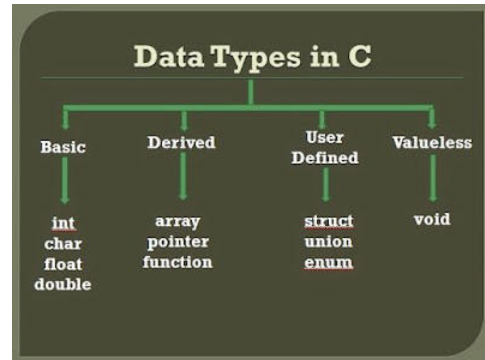 Data Types in C
Basic
Derived
User
Defined
Valueless
int
char
float
double
array
pointer
function
struct
union
enum
void